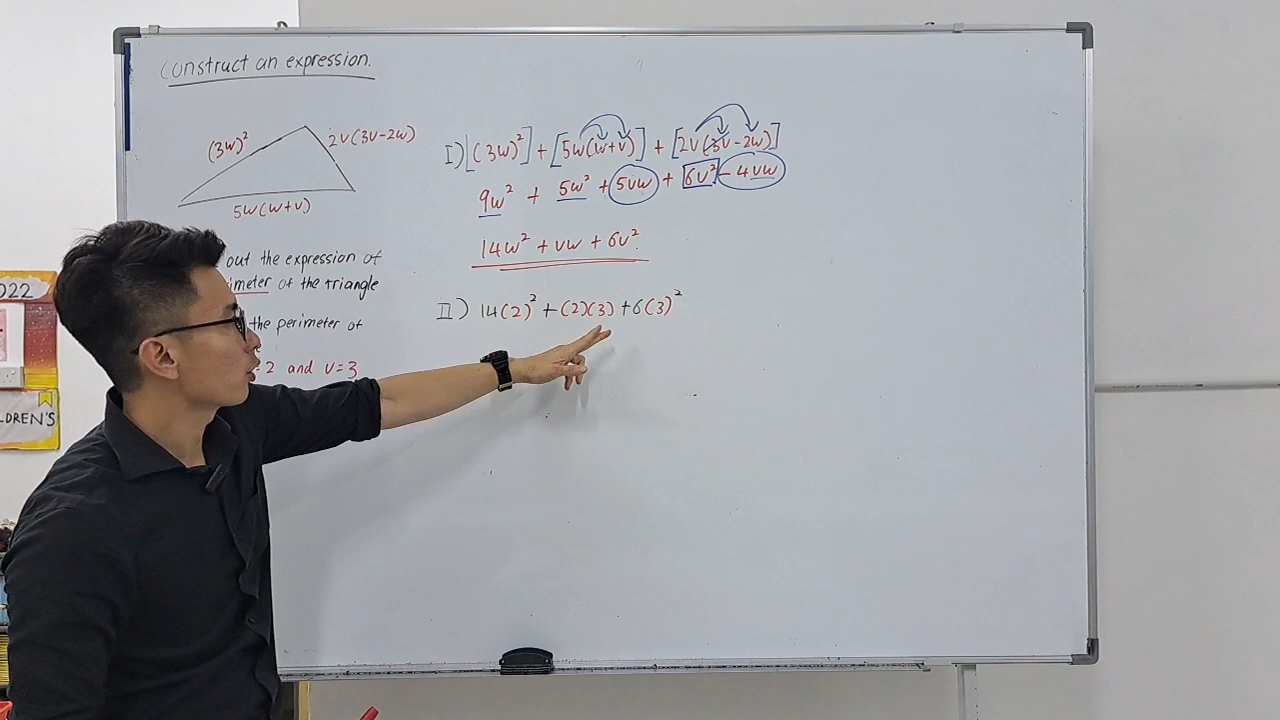 construct an expression.
(3w)²
2v(3v-2w)
5w(w+v)
out the expression of
of the triangle
the perimeter of
2 and v=3
I) [(3w)²] + [5w(w+v)] + [2v(3v-2w)]
9w² + 5w² + 5vw + 6v² - 4vw
14w² + vw + 6v²
II) 14(2)² + (2)(3) + 6(3)²
022
LDREN'S